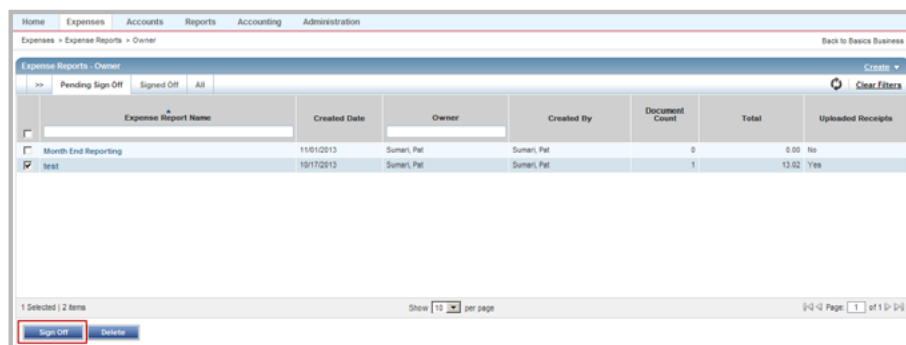 Home Expenses Accounts Reports Accounting Administration
Expenses > Expense Reports > Owner Back to Basics Business
Expense Reports - Owner Create
>> Pending Sign Off Signed Off All Clear Filters
Expense Report Name Created Date Owner Created By Document Count Total Uploaded Receipts
Month End Reporting 11/01/2013 Sumari, Pat Sumari, Pat 0 0.00 No
test 10/17/2013 Sumari, Pat Sumari, Pat 1 13.02 Yes
1 Selected | 2 items Show 10 per page Page: 1 of 1
Sign Off Delete